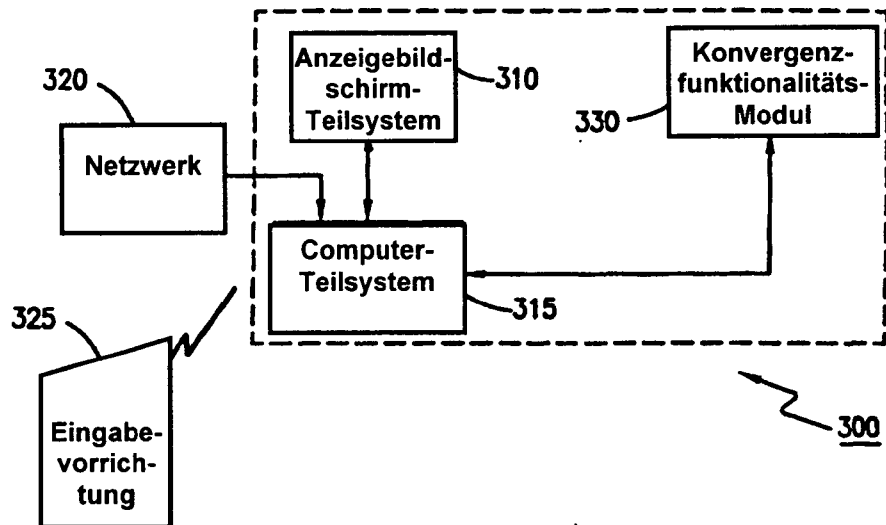 320
Netzwerk
Anzeigebild-
schirm-
Teilsystem
310
Konvergenz-
funktionalitäts-
Modul
330
Computer-
Teilsystem
315
325
Eingabe-
vorrich-
tung
300